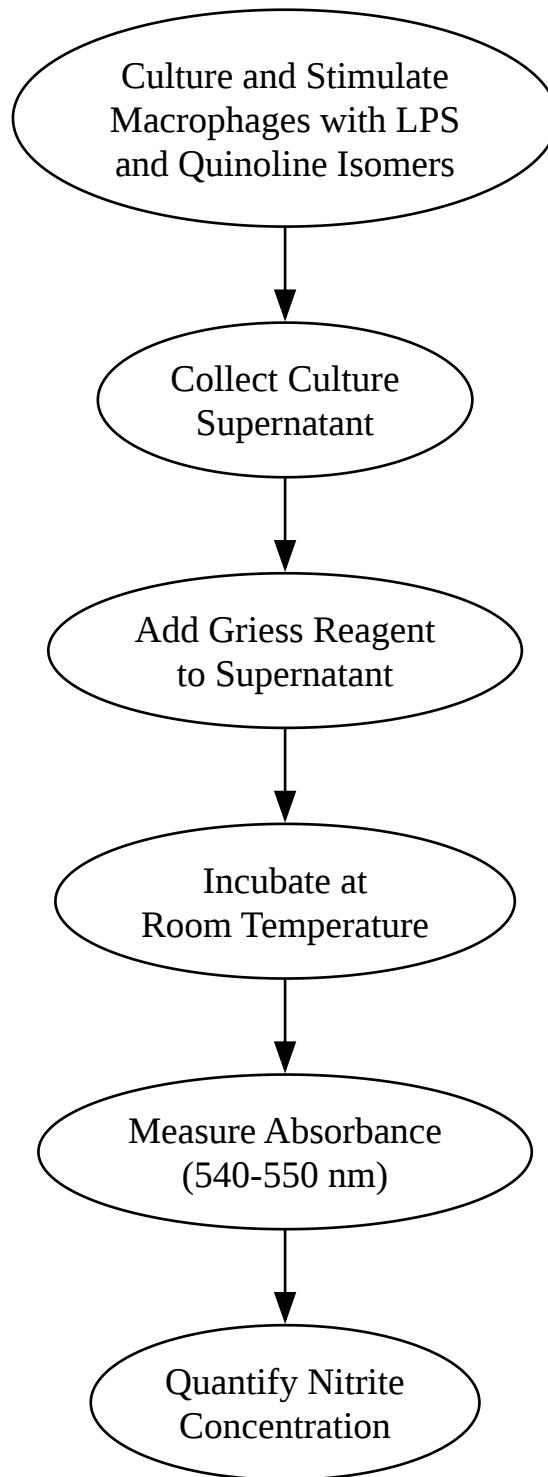 Culture and Stimulate
Macrophages with LPS
and Quinoline Isomers
Collect Culture
Supernatant
Add Griess Reagent
to Supernatant
Incubate at
Room Temperature
Measure Absorbance
(540-550 nm)
Quantify Nitrite
Concentration